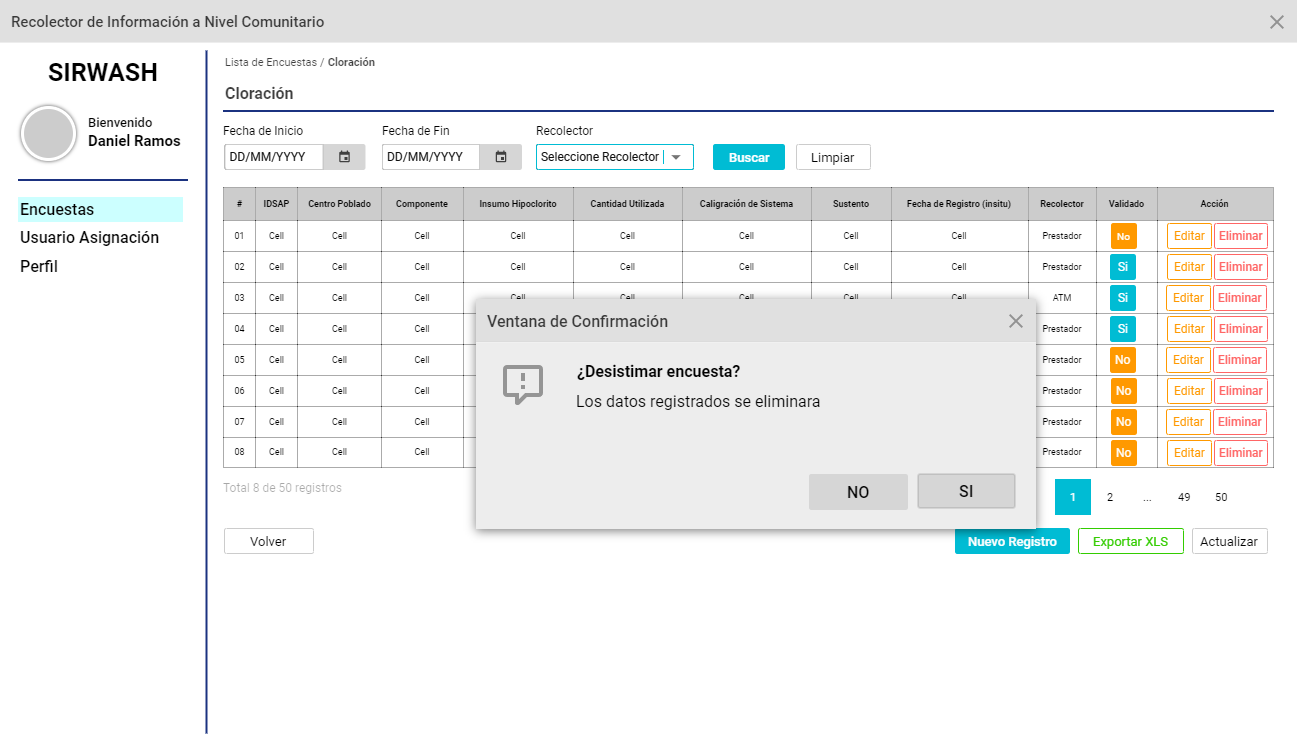 Recolector de Información a Nivel Comunitario
SIRWASH
Bienvenido
Daniel Ramos
Encuestas
Usuario Asignación
Perfil
Lista de Encuestas / Cloración
Cloración
Fecha de Inicio Fecha de Fin Recolector
DD/MM/YYYY DD/MM/YYYY Seleccione Recolector Buscar Limpiar
# IDSAP Centro Poblado Componente Insumo Hipoclorito Cantidad Utilizada Caligración de Sistema Sustento Fecha de Registro (insitu) Recolector Validado Acción
01 Cell Cell Cell Cell Cell Cell Cell Cell Prestador No Editar Eliminar
02 Cell Cell Cell Cell Cell Cell Cell Cell Prestador Si Editar Eliminar
03 Cell Cell Cell Cell Cell Cell Cell Cell ATM Si Editar Eliminar
04 Cell Cell Cell Prestador Si Editar Eliminar
05 Cell Cell Cell Prestador No Editar Eliminar
06 Cell Cell Cell Prestador No Editar Eliminar
07 Cell Cell Cell Prestador No Editar Eliminar
08 Cell Cell Cell Prestador No Editar Eliminar
Ventana de Confirmación
¿Desistimar encuesta?
Los datos registrados se eliminara
NO SI
Total 8 de 50 registros
1 2 ... 49 50
Volver Nuevo Registro Exportar XLS Actualizar